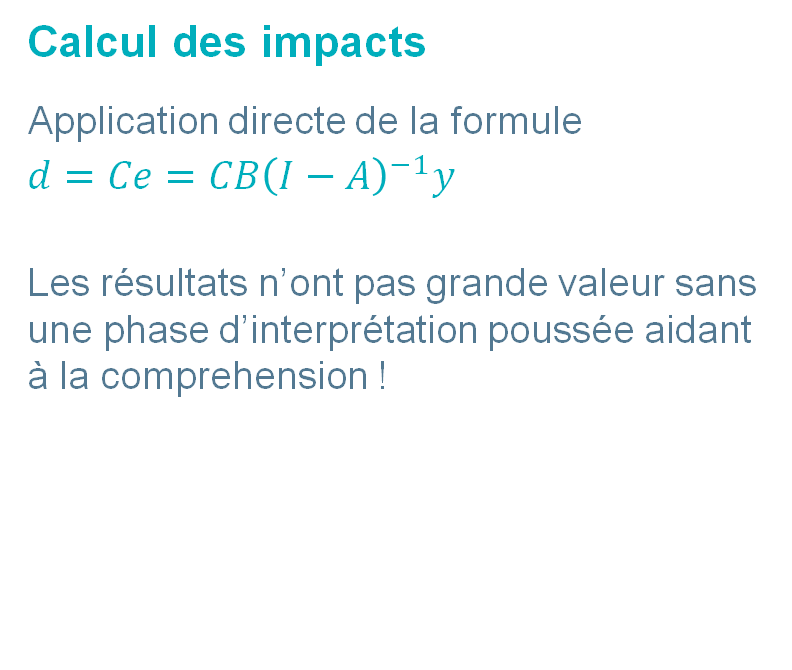 Calcul des impacts
Application directe de la formule
d = Ce = CB(I − A)⁻¹y
Les résultats n’ont pas grande valeur sans
une phase d’interprétation poussée aidant
à la comprehension !